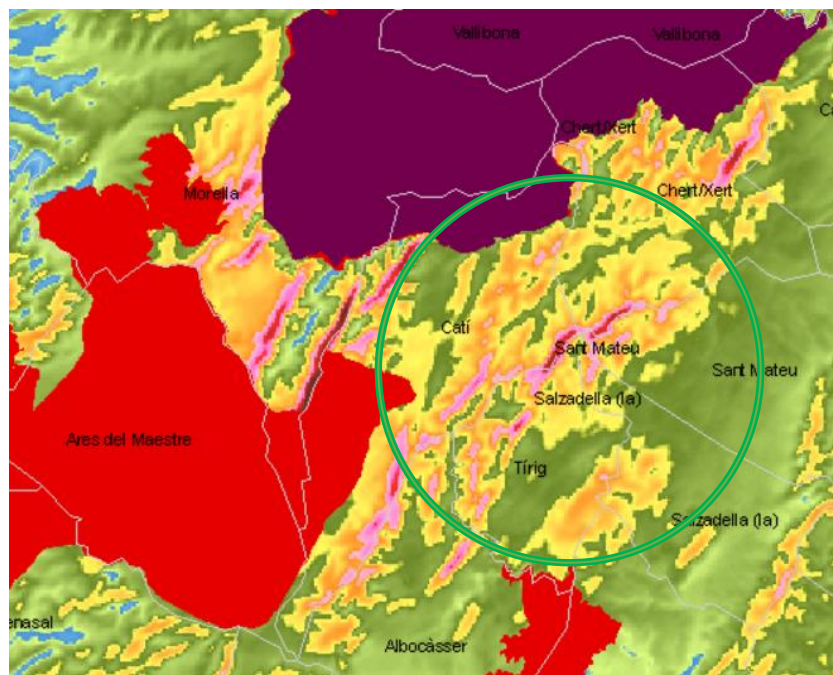 Vallibona
Vallibona
Chert/Xert
Morella
Chert/Xert
Catí
Sant Mateu
Sant Mateu
Salzadella (la)
Ares del Maestre
Tírig
Salzadella (la)
enasal
Albocàsser